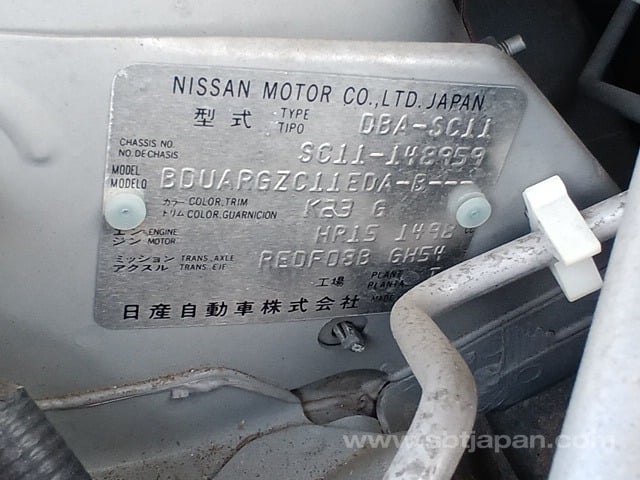 NISSAN MOTOR CO.,LTD. JAPAN
型式 TYPE TIPO DBA-SC11
CHASSIS NO. NO. DE CHASIS SC11-148959
MODEL MODELO BDUARGZC11EDA-B---
カラー COLOR, TRIM
トリム COLOR, GUARNICION K23 G
エンジン ENGINE MOTOR HR15 1498 cc
ミッション TRANS., AXLE
アクスル TRANS., EJE RE0F08B GH54
工場 PLANT PLANTA
日産自動車株式会社 MADE
www.sbtjapan.com